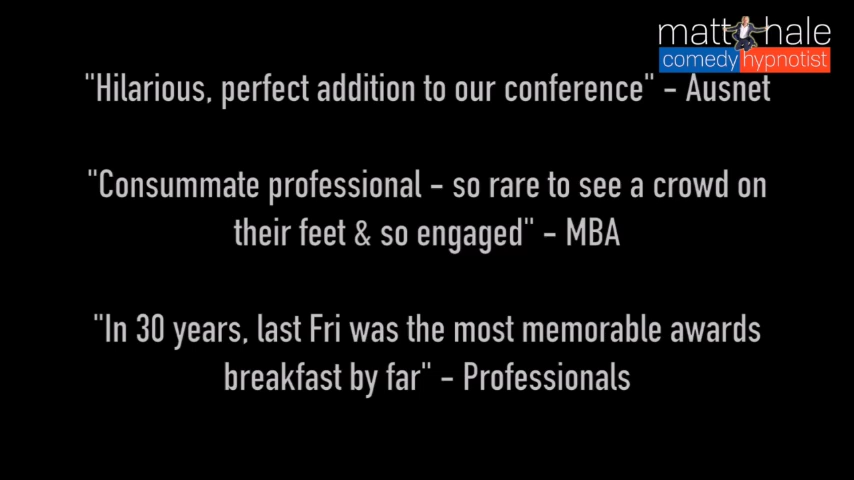 matt hale
comedy hypnotist
"Hilarious, perfect addition to our conference" - Ausnet
"Consummate professional - so rare to see a crowd on
their feet & so engaged" - MBA
"In 30 years, last Fri was the most memorable awards
breakfast by far" - Professionals